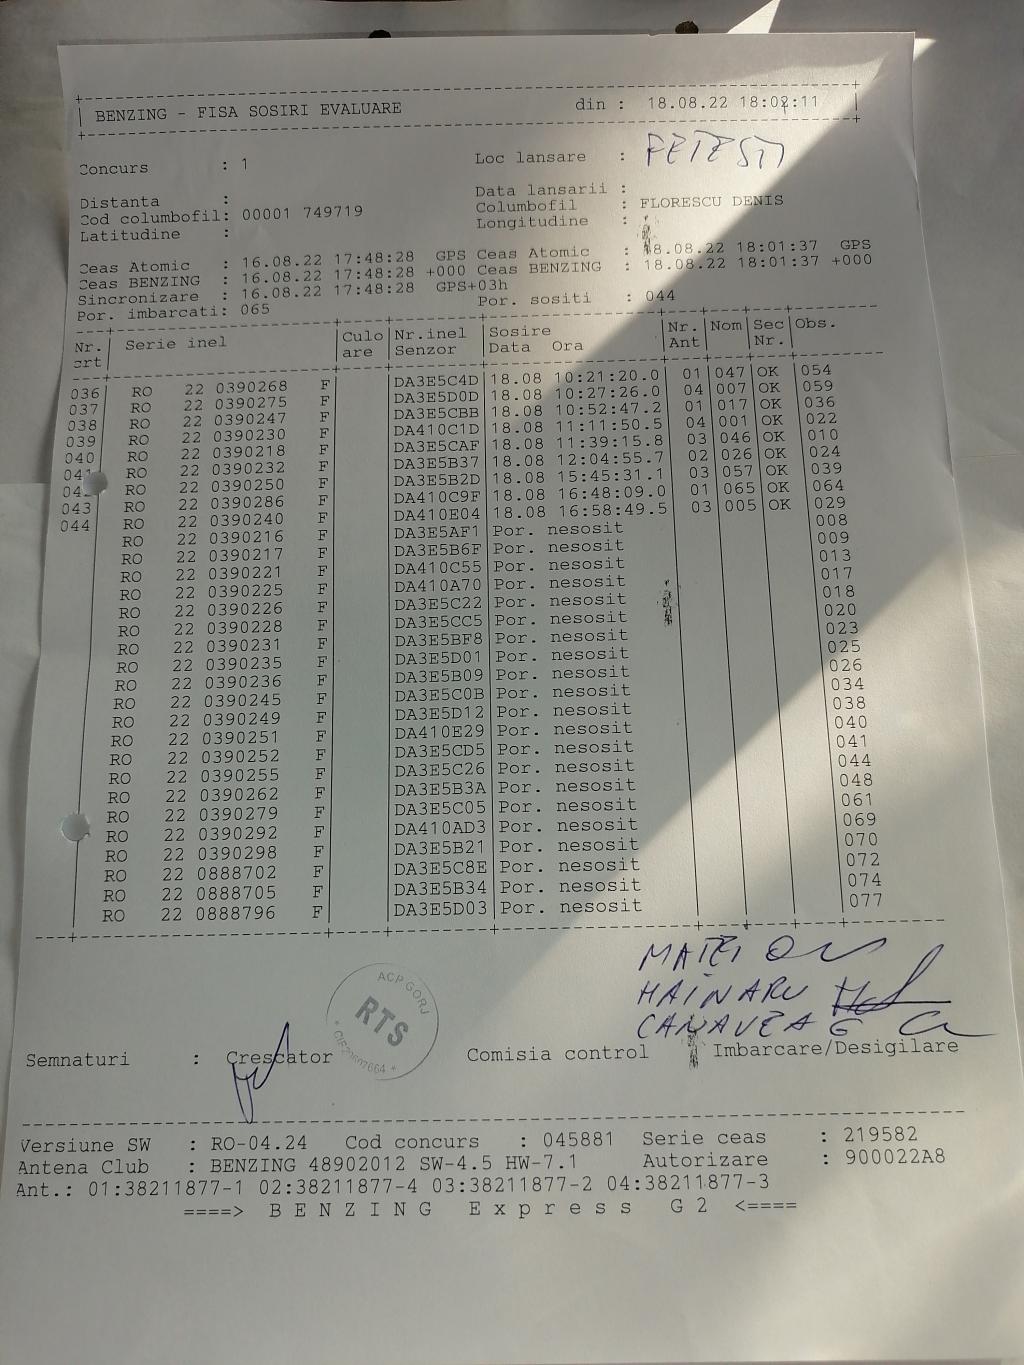 BENZING - FISA SOSIRI EVALUARE din : 18.08.22 18:02:11
Concurs : 1 Loc lansare : FETESTI
Distanta : Data lansarii :
Cod columbofil: 00001 749719 Columbofil : FLORESCU DENIS
Latitudine : Longitudine :
Ceas Atomic : 16.08.22 17:48:28 GPS Ceas Atomic : 18.08.22 18:01:37 GPS
Ceas BENZING : 16.08.22 17:48:28 +000 Ceas BENZING : 18.08.22 18:01:37 +000
Sincronizare : 16.08.22 17:48:28 GPS+03h
Por. imbarcati: 065 Por. sositi : 044
Nr. Serie inel Culo Nr.inel Sosire Nr. Nom Sec Obs.
crt are Senzor Data Ora Ant Nr.
036 RO 22 0390268 F DA3E5C4D 18.08 10:21:20.0 01 047 OK 054
037 RO 22 0390275 F DA3E5D0D 18.08 10:27:26.0 04 007 OK 059
038 RO 22 0390247 F DA3E5CBB 18.08 10:52:47.2 01 017 OK 036
039 RO 22 0390230 F DA410C1D 18.08 11:11:50.5 04 001 OK 022
040 RO 22 0390218 F DA3E5CAF 18.08 11:39:15.8 03 046 OK 010
041 RO 22 0390232 F DA3E5B37 18.08 12:04:55.7 02 026 OK 024
04 RO 22 0390250 F DA3E5B2D 18.08 15:45:31.1 03 057 OK 039
043 RO 22 0390286 F DA410C9F 18.08 16:48:09.0 01 065 OK 064
044 RO 22 0390240 F DA410E04 18.08 16:58:49.5 03 005 OK 029
RO 22 0390216 F DA3E5AF1 Por. nesosit 008
RO 22 0390217 F DA3E5B6F Por. nesosit 009
RO 22 0390221 F DA410C55 Por. nesosit 013
RO 22 0390225 F DA410A70 Por. nesosit 017
RO 22 0390226 F DA3E5C22 Por. nesosit 018
RO 22 0390228 F DA3E5CC5 Por. nesosit 020
RO 22 0390231 F DA3E5BF8 Por. nesosit 023
RO 22 0390235 F DA3E5D01 Por. nesosit 025
RO 22 0390236 F DA3E5B09 Por. nesosit 026
RO 22 0390245 F DA3E5C0B Por. nesosit 034
RO 22 0390249 F DA3E5D12 Por. nesosit 038
RO 22 0390251 F DA410E29 Por. nesosit 040
RO 22 0390252 F DA3E5CD5 Por. nesosit 041
RO 22 0390255 F DA3E5C26 Por. nesosit 044
RO 22 0390262 F DA3E5B3A Por. nesosit 048
RO 22 0390279 F DA3E5C05 Por. nesosit 061
RO 22 0390292 F DA410AD3 Por. nesosit 069
RO 22 0390298 F DA3E5B21 Por. nesosit 070
RO 22 0888702 F DA3E5C8E Por. nesosit 072
RO 22 0888705 F DA3E5B34 Por. nesosit 074
RO 22 0888796 F DA3E5D03 Por. nesosit 077
MATEI
HAINARU
CANAVEA G
ACP GORJ
RTS
Semnaturi : Crescator Comisia control Imbarcare/Desigilare
Versiune SW : RO-04.24 Cod concurs : 045881 Serie ceas : 219582
Antena Club : BENZING 48902012 SW-4.5 HW-7.1 Autorizare : 900022A8
Ant.: 01:38211877-1 02:38211877-4 03:38211877-2 04:38211877-3
====> B E N Z I N G E x p r e s s G 2 <====